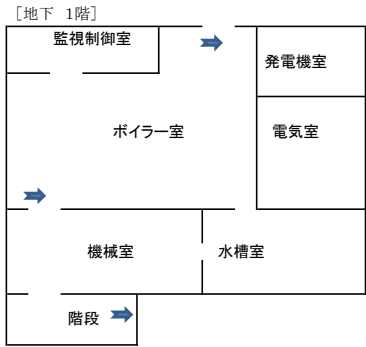 ［地下 1階］
監視制御室
発電機室
ボイラー室
電気室
機械室
水槽室
階段